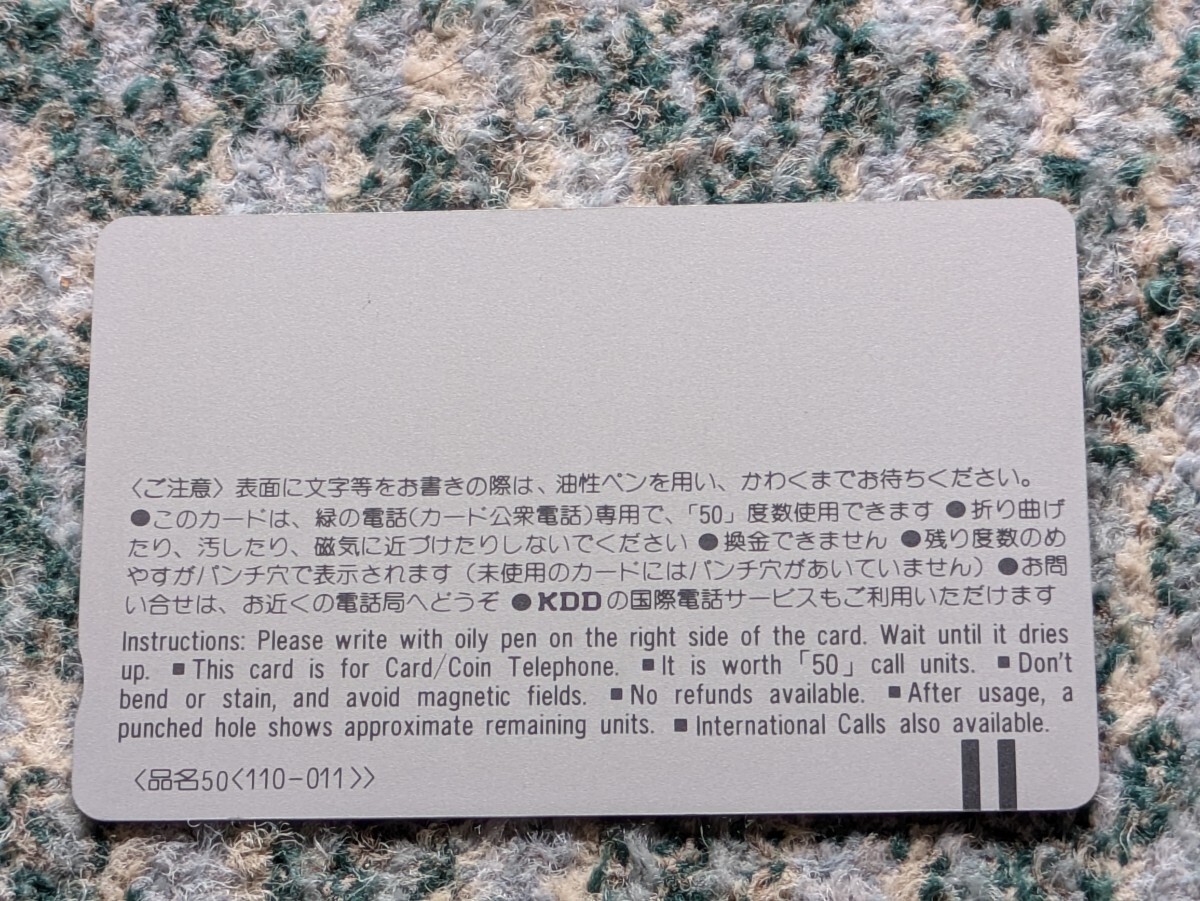 〈ご注意〉表面に文字等をお書きの際は、油性ペンを用い、かわくまでお待ちください。
●このカードは、緑の電話(カード公衆電話)専用で、「50」度数使用できます ●折り曲げ
たり、汚したり、磁気に近づけたりしないでください ●換金できません ●残り度数のめ
やすがパンチ穴で表示されます(未使用のカードにはパンチ穴があいていません) ●お問
い合せは、お近くの電話局へどうぞ ●KDDの国際電話サービスもご利用いただけます
Instructions: Please write with oily pen on the right side of the card. Wait until it dries
up. ■This card is for Card/Coin Telephone. ■It is worth「50」call units. ■Don't
bend or stain, and avoid magnetic fields. ■No refunds available. ■After usage, a
punched hole shows approximate remaining units. ■International Calls also available.
〈品名50〈110-011〉〉